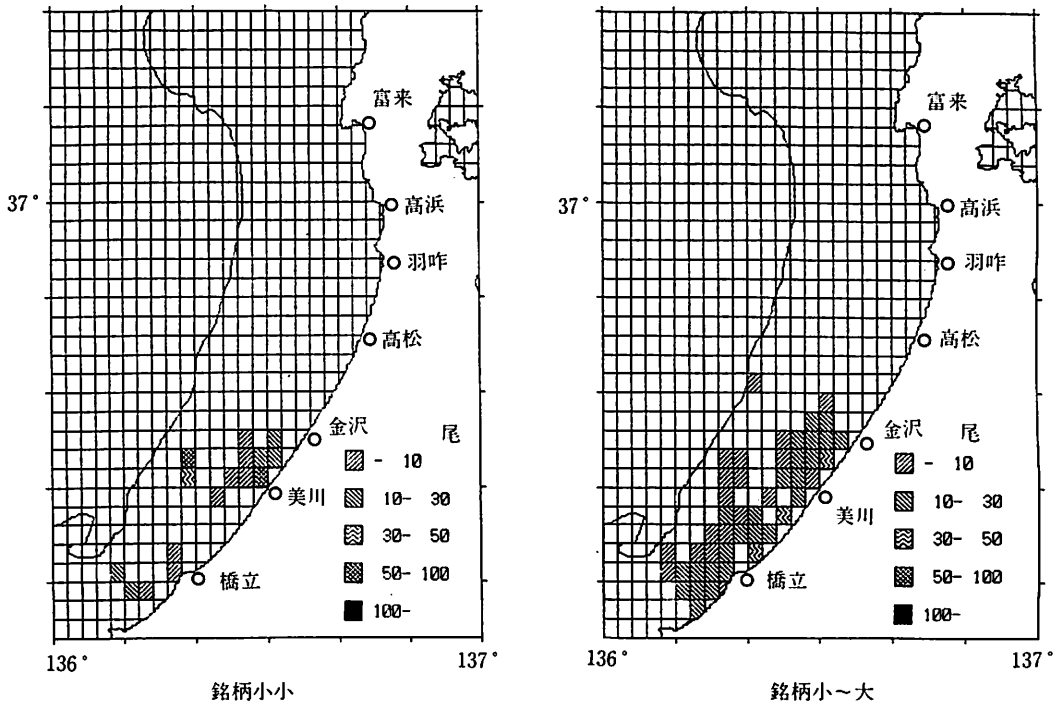 富来
37°
高浜
羽咋
高松
金沢
尾
- 10
美川
10- 30
30- 50
50- 100
橋立
100-
136°
137°
銘柄小小
富来
37°
高浜
羽咋
高松
金沢
尾
- 10
美川
10- 30
30- 50
50- 100
橋立
100-
136°
137°
銘柄小～大